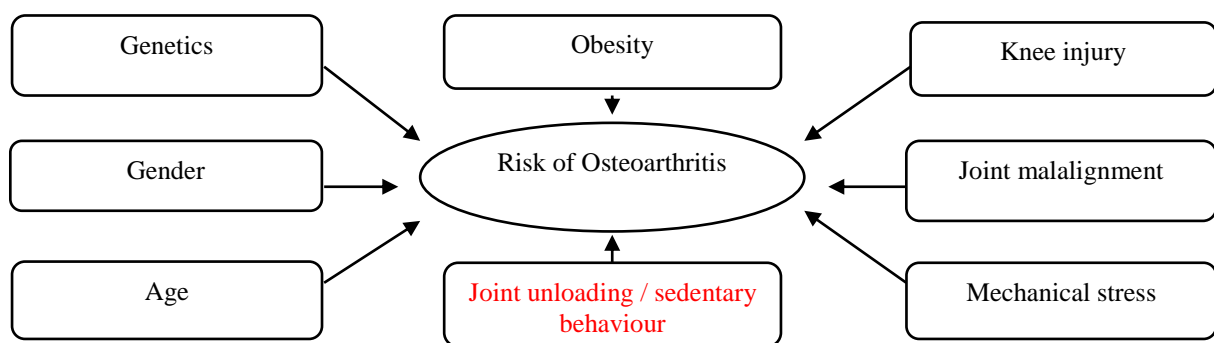 Genetics
Obesity
Knee injury
Gender
Risk of Osteoarthritis
Joint malalignment
Age
Joint unloading / sedentary
behaviour
Mechanical stress